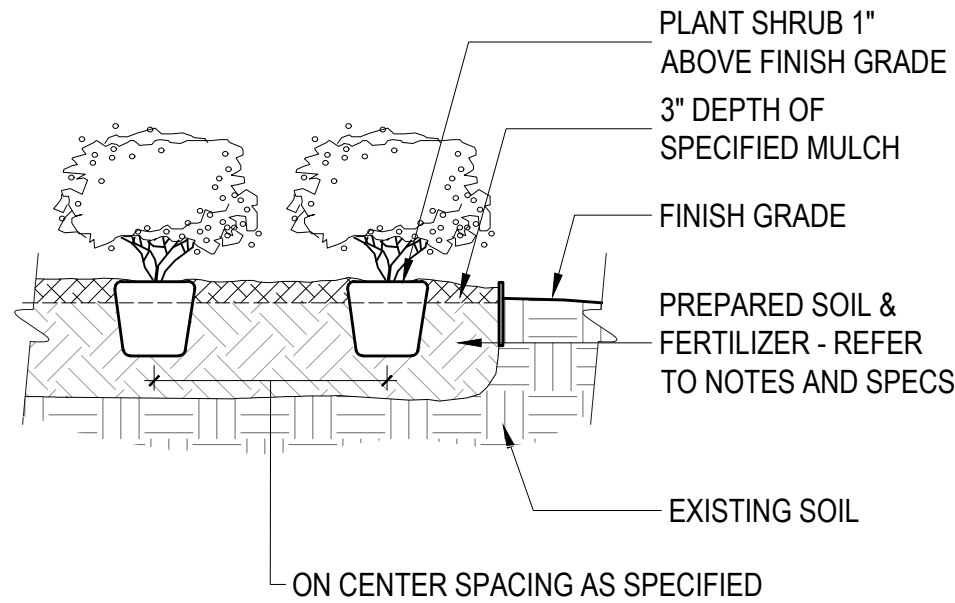 PLANT SHRUB 1"
ABOVE FINISH GRADE
3" DEPTH OF
SPECIFIED MULCH
FINISH GRADE
PREPARED SOIL &
FERTILIZER - REFER
TO NOTES AND SPECS
EXISTING SOIL
ON CENTER SPACING AS SPECIFIED